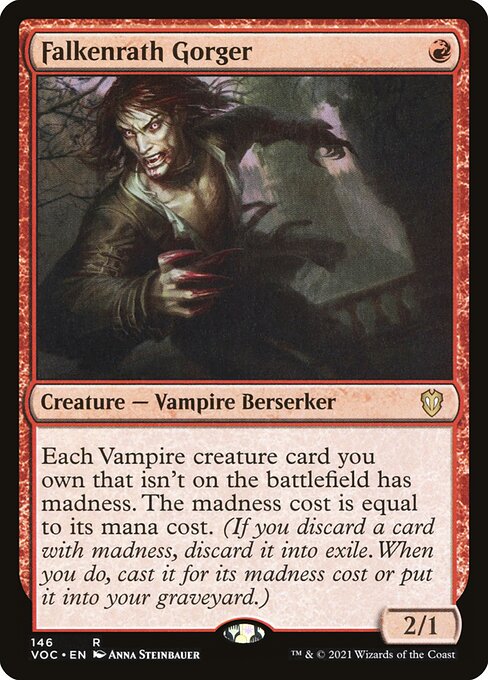 Falkenrath Gorger
Creature — Vampire Berserker
Each Vampire creature card you
own that isn't on the battlefield has
madness. The madness cost is equal
to its mana cost. (If you discard a card
with madness, discard it into exile. When
you do, cast it for its madness cost or put
it into your graveyard.)
2/1
146 R
VOC • EN Anna Steinbauer
™ & © 2021 Wizards of the Coast